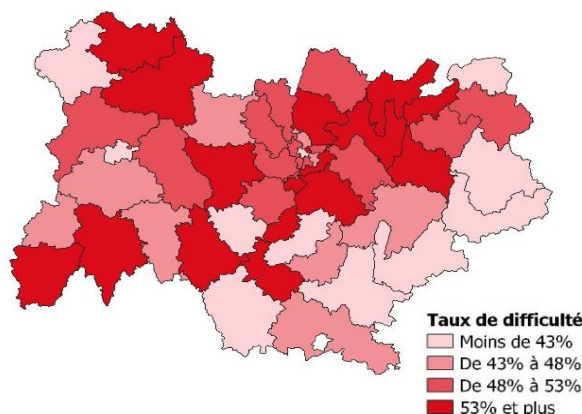 Taux de difficulté
Moins de 43%
De 43% à 48%
De 48% à 53%
53% et plus